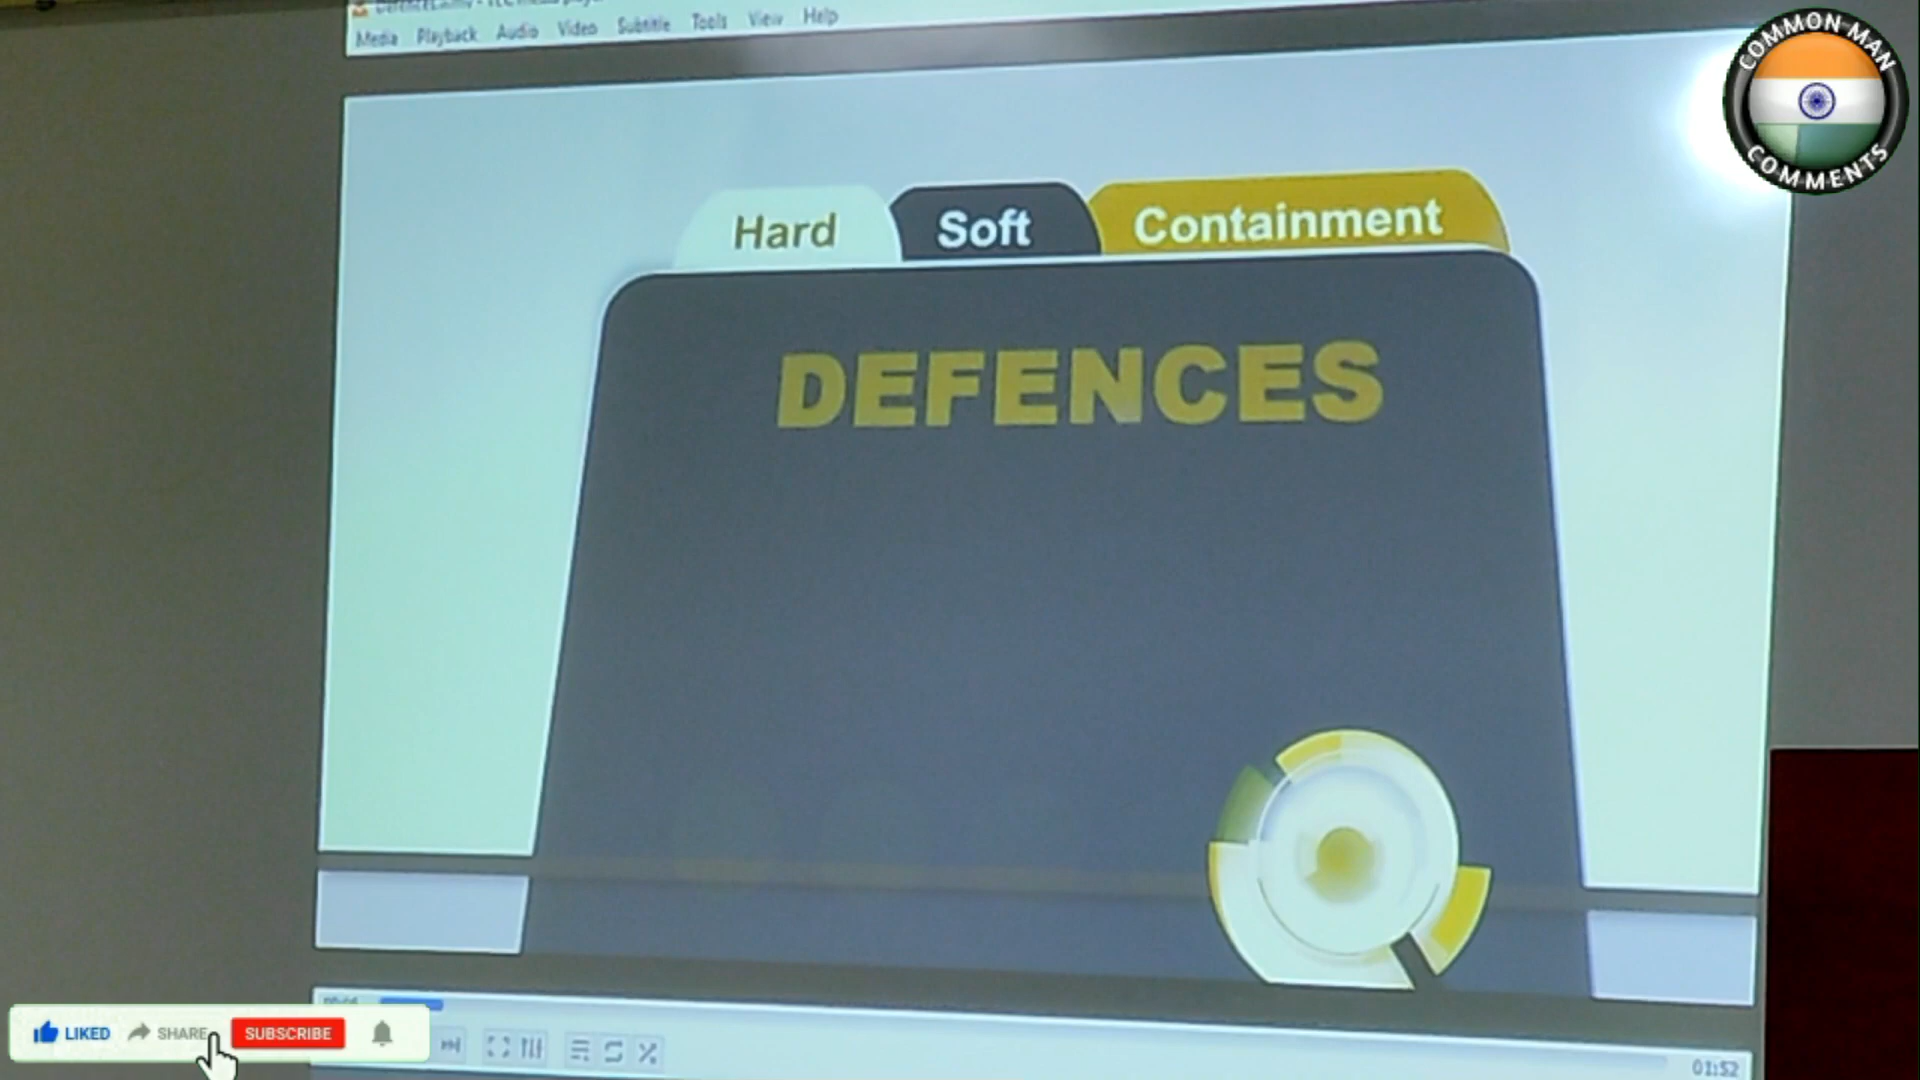 Media Playback Audio Video Subtitle Tools View Help
COMMON MAN
COMMENTS
Hard Soft Containment
DEFENCES
LIKED SHARE SUBSCRIBE
01:52